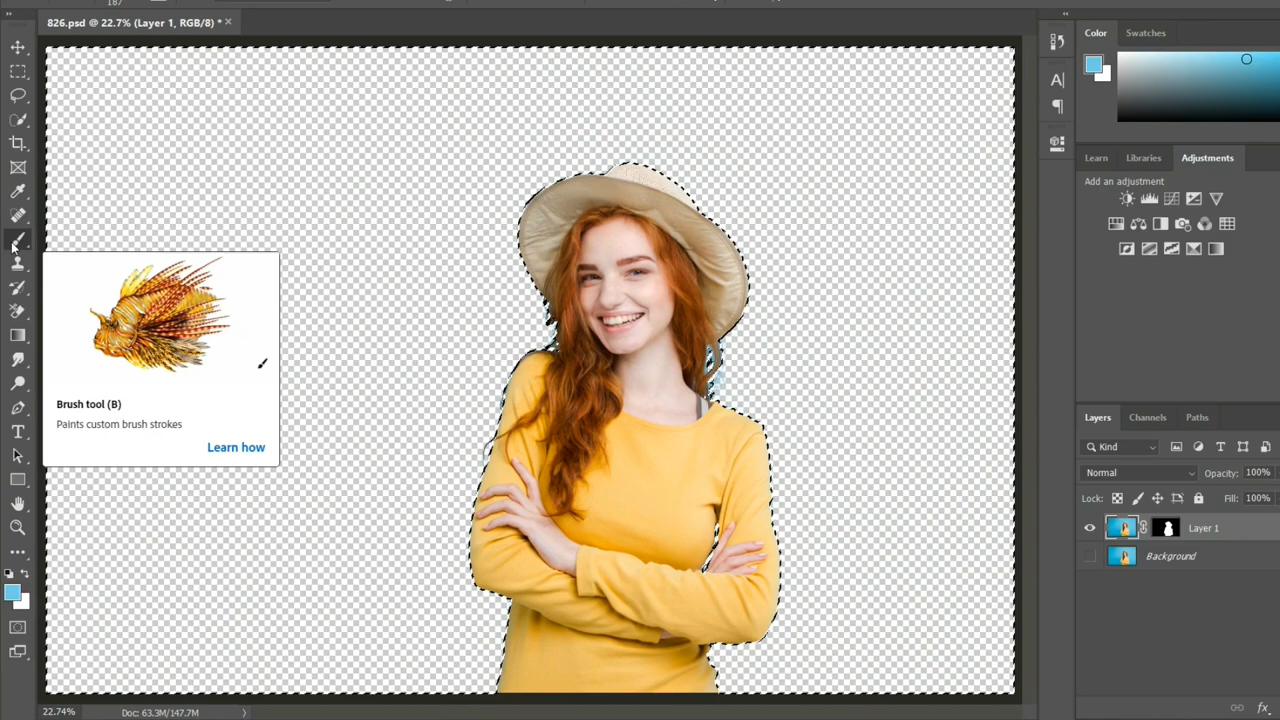 187
826.psd @ 22.7% (Layer 1, RGB/8) * ×
Color
Swatches
Learn
Libraries
Adjustments
Add an adjustment
Brush tool (B)
Paints custom brush strokes
Learn how
Layers
Channels
Paths
Kind
Normal
Opacity: 100%
Lock:
Fill: 100%
Layer 1
Background
22.74%
Doc: 63.3M/147.7M
fx